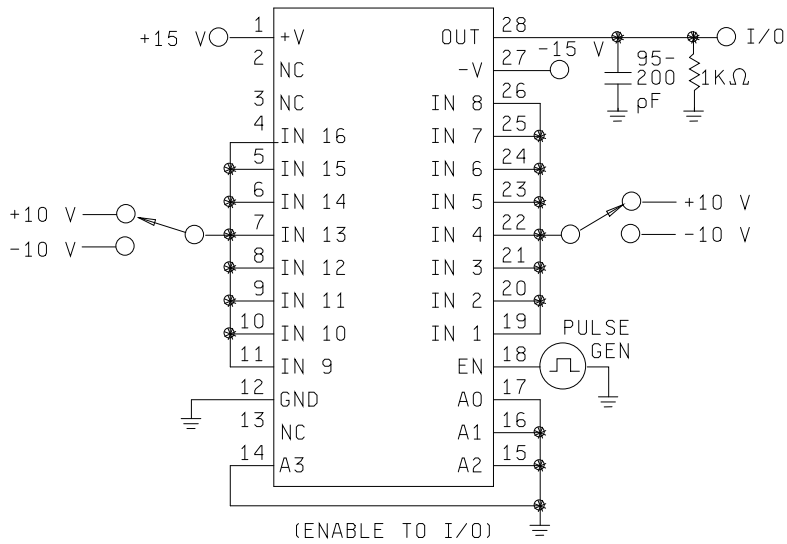 1 28
+15 V +V OUT I/O
2 27 -15 V
NC -V 95-
200
pF 1KΩ
3 26
NC IN 8
4 25
IN 16 IN 7
5 24
IN 15 IN 6
6 23
IN 14 IN 5
+10 V +10 V
7 22
IN 13 IN 4
-10 V -10 V
8 21
IN 12 IN 3
9 20
IN 11 IN 2
10 19
IN 10 IN 1
PULSE
GEN
11 18
IN 9 EN
12 17
GND A0
13 16
NC A1
14 15
A3 A2
(ENABLE TO I/O)